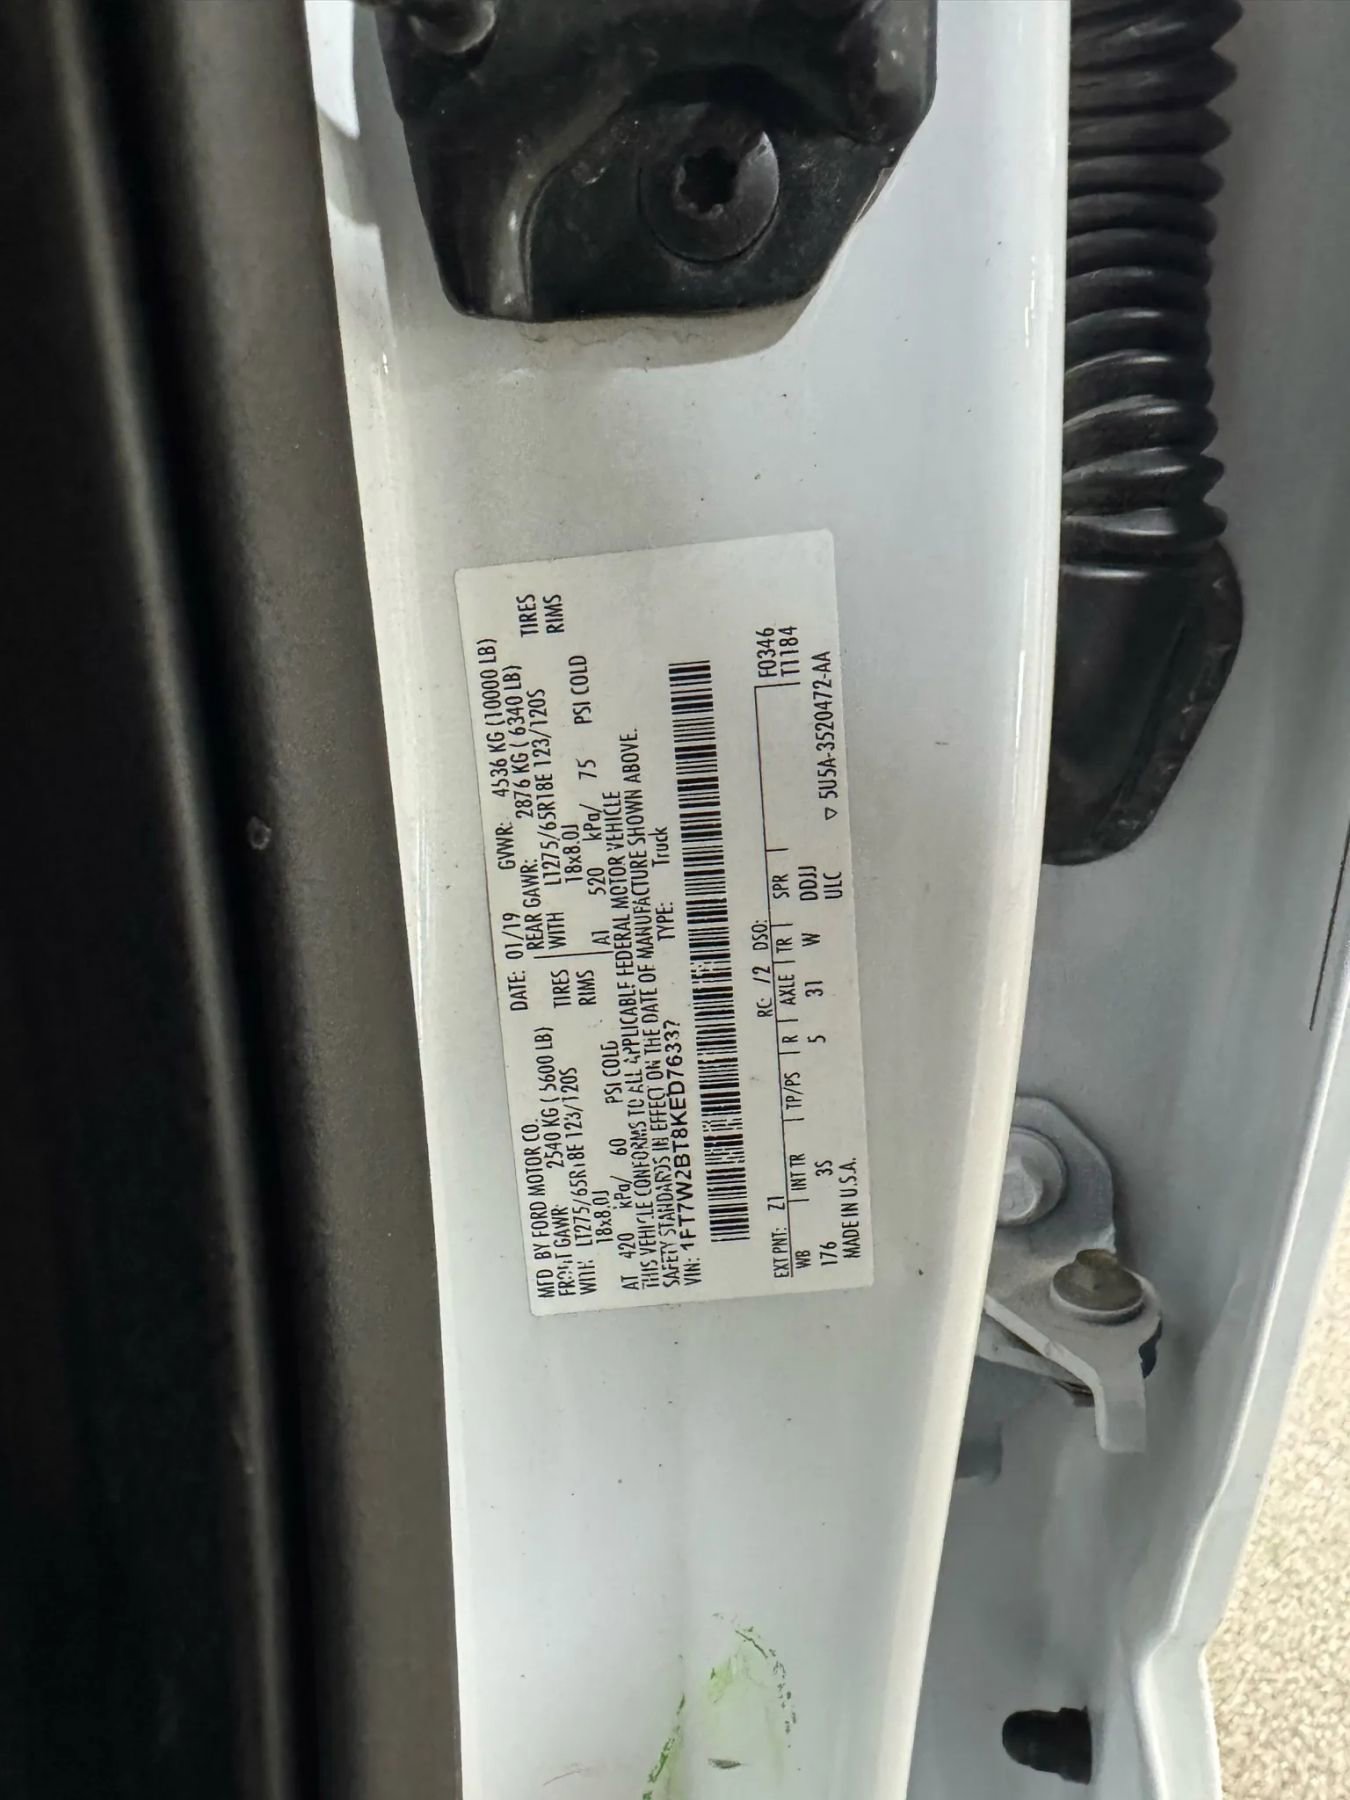 MFD BY FORD MOTOR CO.
DATE: 01/19 GVWR: 4536 KG (10000 LB)
FRONT GAWR: 2540 KG ( 5600 LB) REAR GAWR: 2876 KG ( 6340 LB)
WITH LT275/65R18E 123/120S TIRES WITH LT275/65R18E 123/120S TIRES
18x8.0J RIMS 18x8.0J RIMS
AT 420 kPa/ 60 PSI COLD A1 520 kPa/ 75 PSI COLD
THIS VEHICLE CONFORMS TO ALL APPLICABLE FEDERAL MOTOR VEHICLE
SAFETY STANDARDS IN EFFECT ON THE DATE OF MANUFACTURE SHOWN ABOVE.
VIN: 1FT7W2BT8KED76337 TYPE: Truck
F0346
EXT PNT: Z1 RC: /2 DSO: T1184
WB INT TR TP/PS R AXLE TR SPR
176 3S 5 31 W DDJJ
MADE IN U.S.A. ULC ▽ 5U5A-3520472-AA